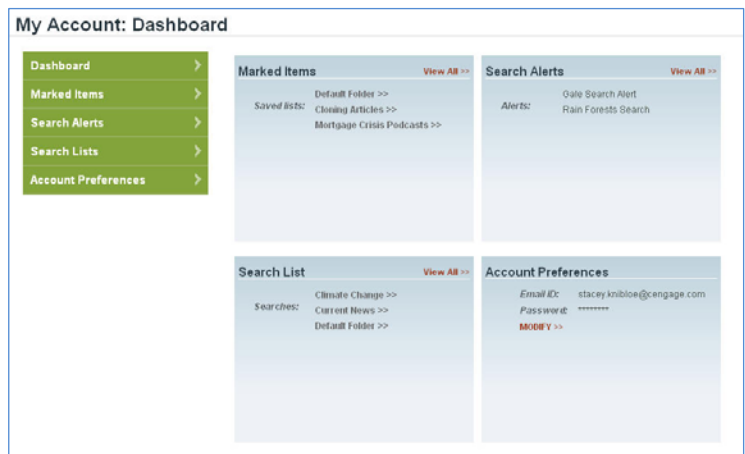 My Account: Dashboard
Dashboard
Marked Items
Search Alerts
Search Lists
Account Preferences
Marked Items View All >>
Saved lists:
Default Folder >>
Cloning Articles >>
Mortgage Crisis Podcasts >>
Search Alerts View All >>
Alerts:
Gale Search Alert
Rain Forests Search
Search List View All >>
Searches:
Climate Change >>
Current News >>
Default Folder >>
Account Preferences
Email ID: stacey.knibloe@cengage.com
Password: ********
MODIFY >>